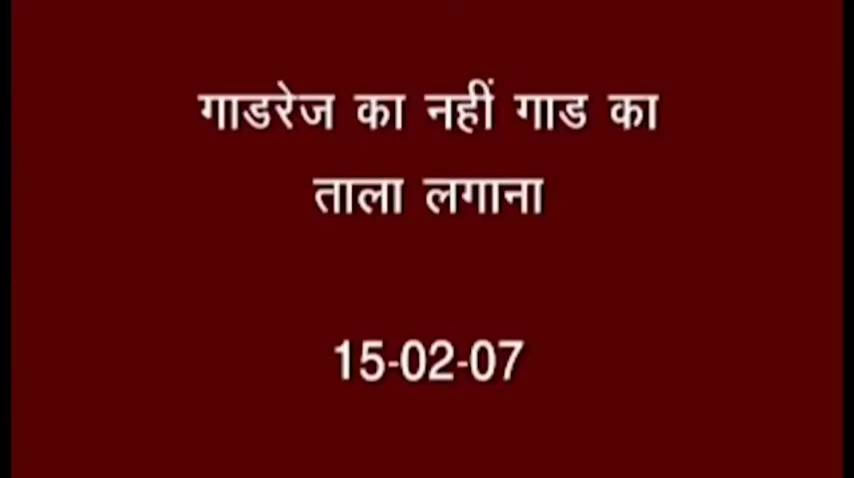 गाडरेज का नहीं गाड का
ताला लगाना
15-02-07